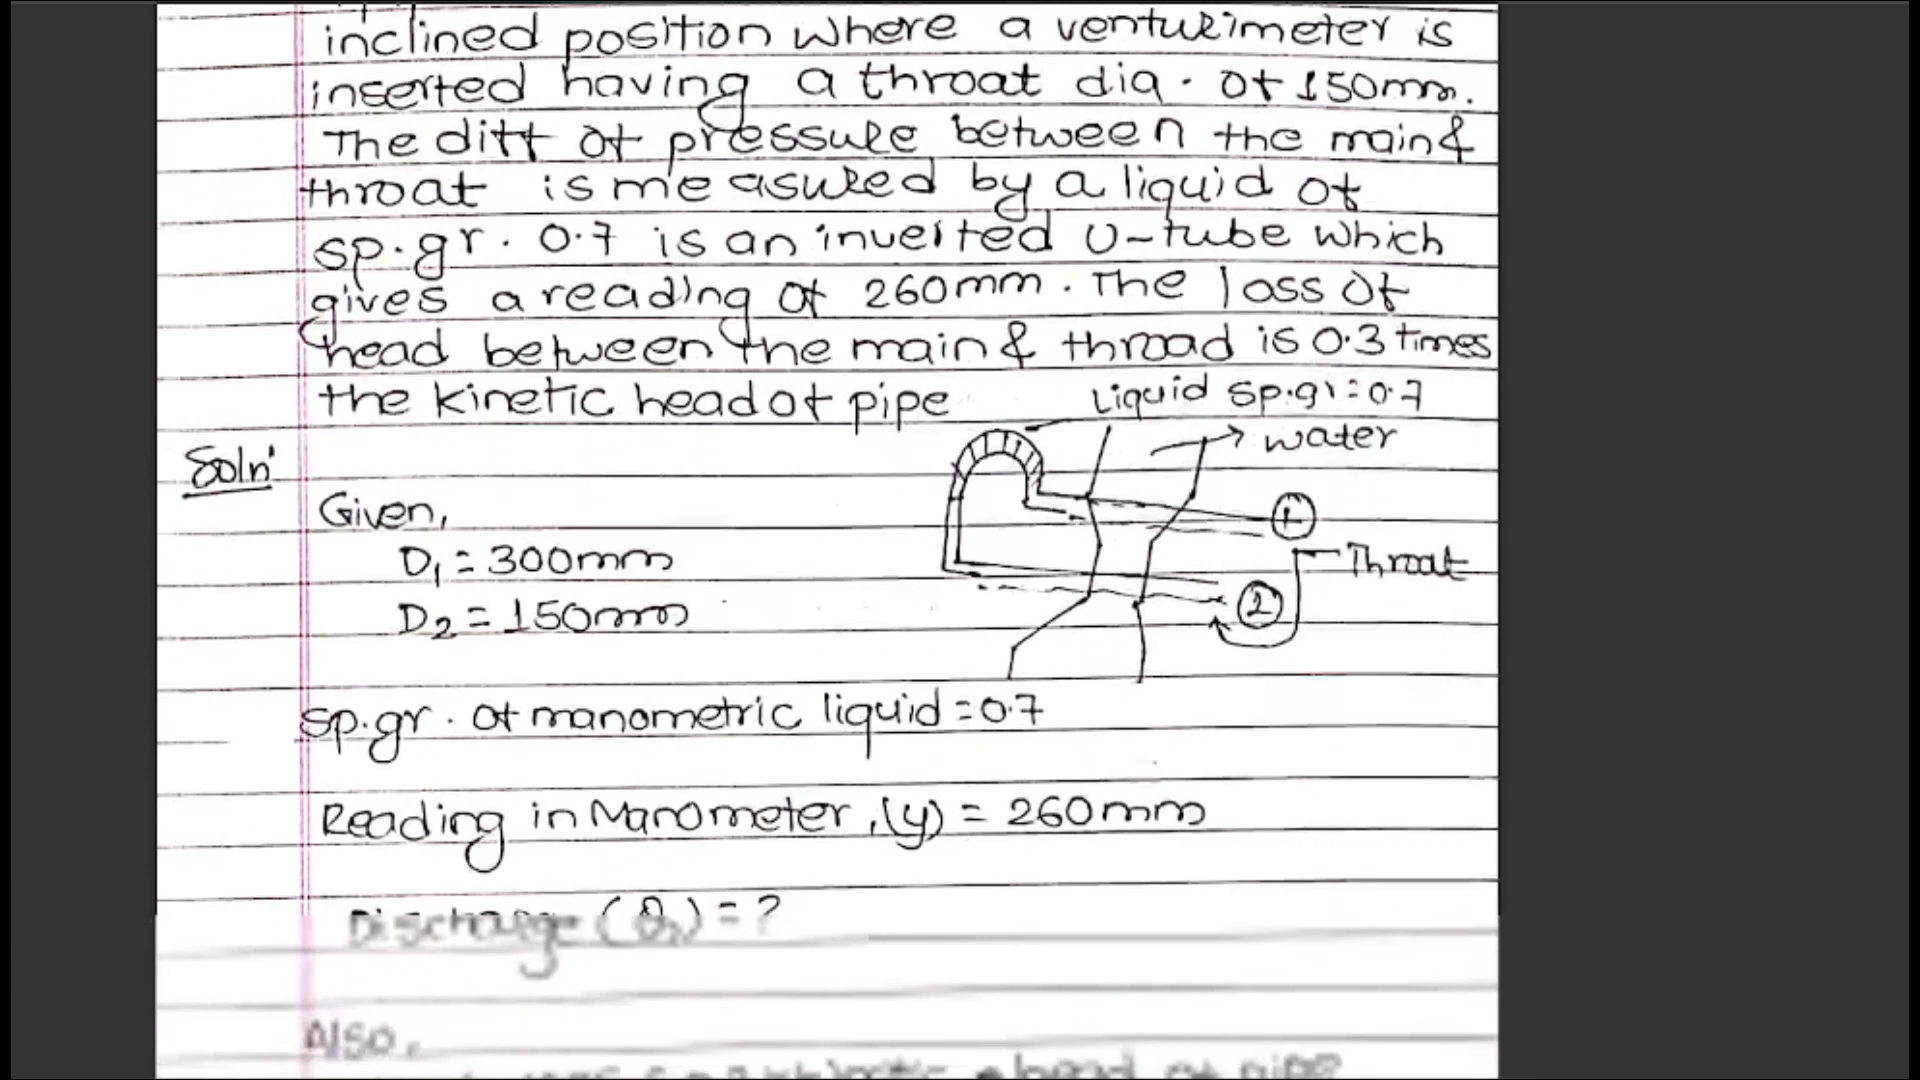 inclined position where a venturimeter is
inserted having a throat dia. of 150mm.
The diff of pressure between the main &
throat is measured by a liquid of
sp.gr. 0.7 is an inverted U-tube which
gives a reading of 260mm. The loss of
head between the main & throad is 0.3 times
the kinetic head of pipe
Liquid sp.gr=0.7
water
Soln'
Given,
1
D1 = 300mm
Throat
D2 = 150mm
2
sp.gr. of manometric liquid = 0.7
Reading in Manometer, (y) = 260mm
Discharge (Q) = ?
Also,
head of pipe